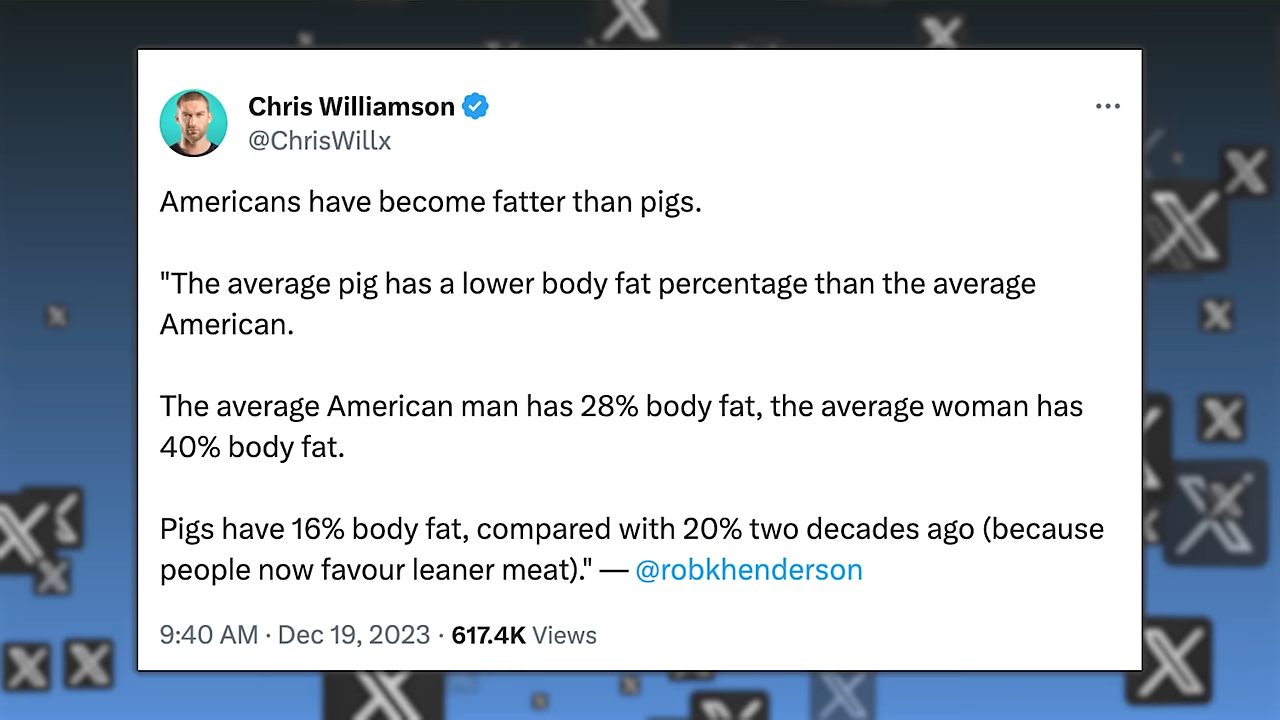 Chris Williamson
@ChrisWillx
Americans have become fatter than pigs.
"The average pig has a lower body fat percentage than the average
American.
The average American man has 28% body fat, the average woman has
40% body fat.
Pigs have 16% body fat, compared with 20% two decades ago (because
people now favour leaner meat)." — @robkhenderson
9:40 AM · Dec 19, 2023 · 617.4K Views